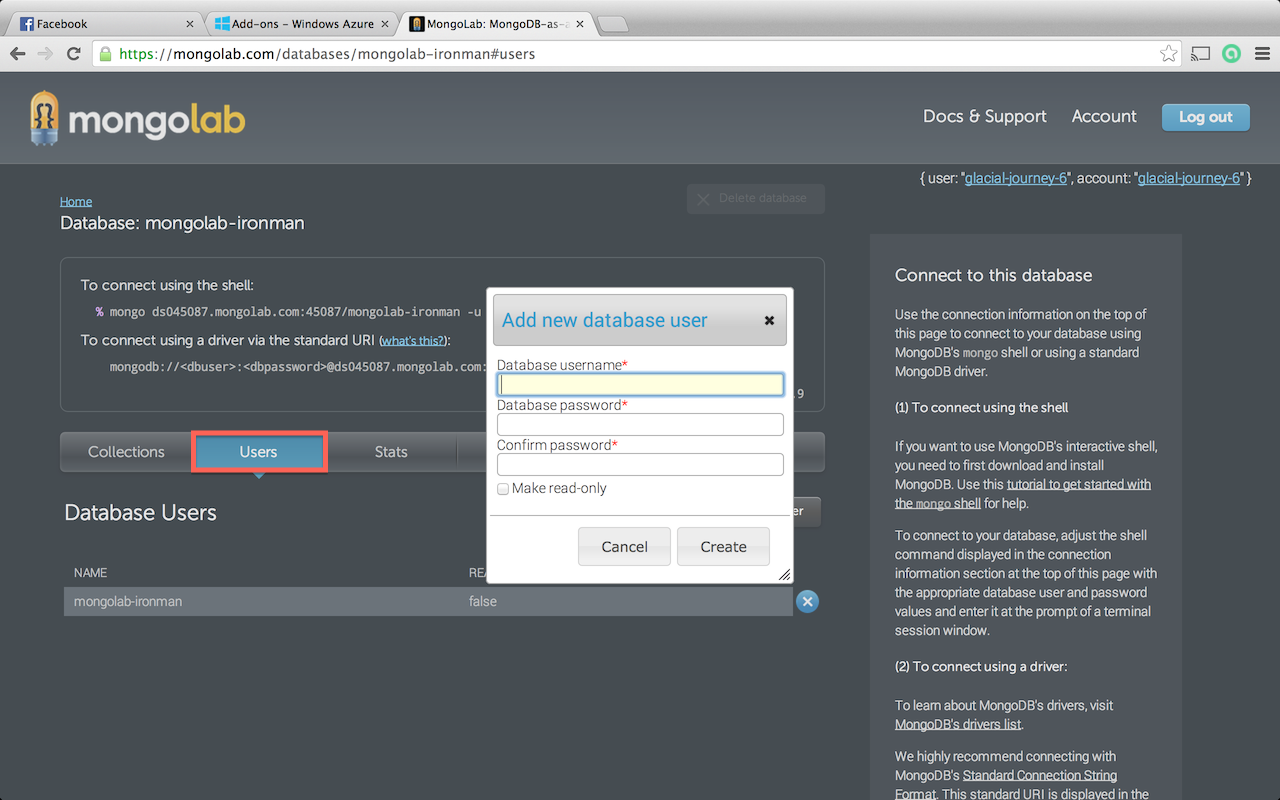 Facebook
Add-ons - Windows Azure
MongoLab: MongoDB-as-a
https://mongolab.com/databases/mongolab-ironman#users
mongolab
Docs & Support
Account
Log out
{ user: "glacial-journey-6", account: "glacial-journey-6" }
Home
Delete database
Database: mongolab-ironman
To connect using the shell:
% mongo ds045087.mongolab.com:45087/mongolab-ironman -u
To connect using a driver via the standard URI (what's this?):
mongodb://<dbuser>:<dbpassword>@ds045087.mongolab.com:
.9
Collections
Users
Stats
Database Users
er
NAME
mongolab-ironman
false
Add new database user
Database username*
Database password*
Confirm password*
Make read-only
Cancel
Create
Connect to this database
Use the connection information on the top of
this page to connect to your database using
MongoDB's mongo shell or using a standard
MongoDB driver.
(1) To connect using the shell
If you want to use MongoDB's interactive shell,
you need to first download and install
MongoDB. Use this tutorial to get started with
the mongo shell for help.
To connect to your database, adjust the shell
command displayed in the connection
information section at the top of this page with
the appropriate database user and password
values and enter it at the prompt of a terminal
session window.
(2) To connect using a driver:
To learn about MongoDB's drivers, visit
MongoDB's drivers list.
We highly recommend connecting with
MongoDB's Standard Connection String
Format. This standard URI is displayed in the